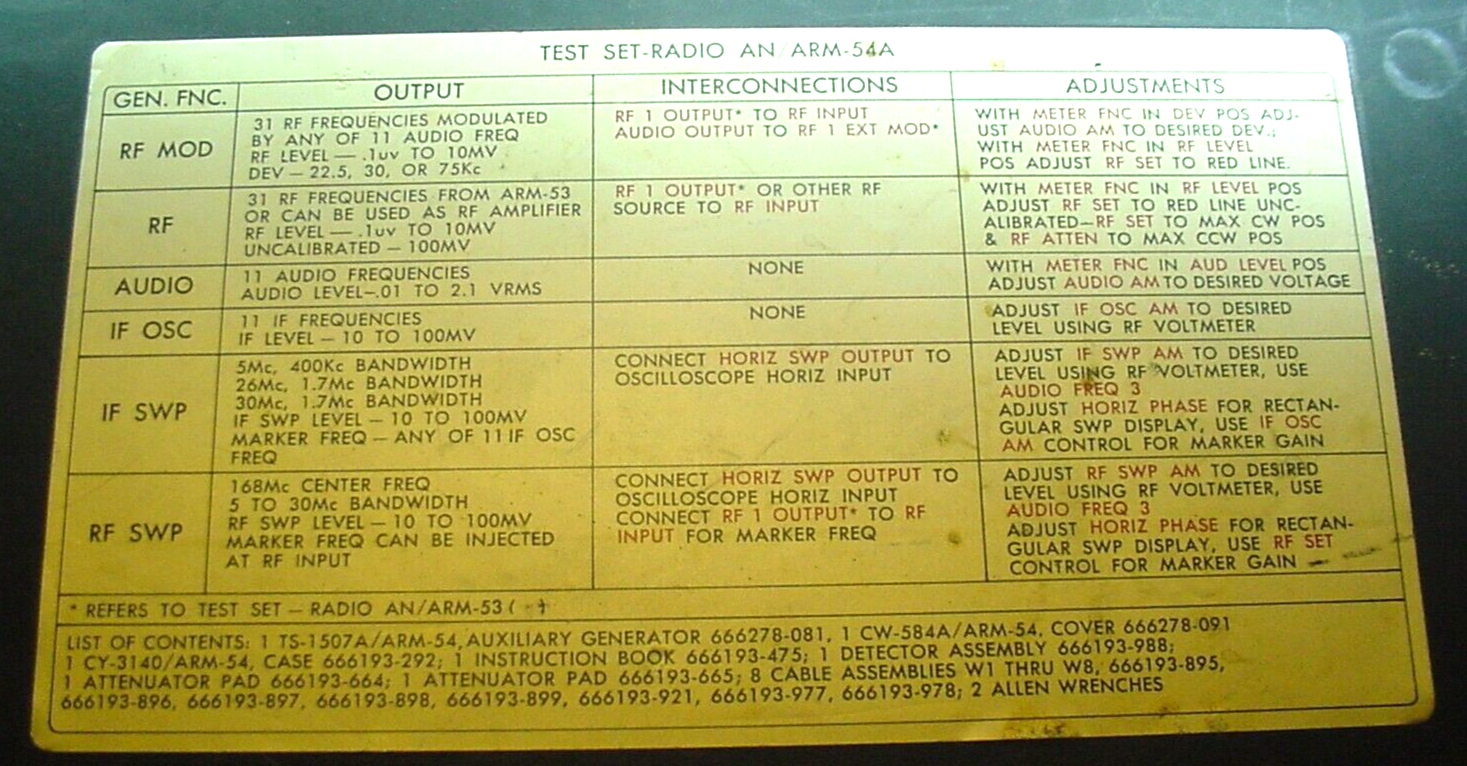 TEST SET-RADIO AN/ARM-54A
GEN. FNC.
OUTPUT
INTERCONNECTIONS
ADJUSTMENTS
RF MOD
31 RF FREQUENCIES MODULATED
BY ANY OF 11 AUDIO FREQ
RF LEVEL — .1uv TO 10MV
DEV — 22.5, 30, OR 75Kc
RF 1 OUTPUT* TO RF INPUT
AUDIO OUTPUT TO RF 1 EXT MOD*
WITH METER FNC IN DEV POS ADJ-
UST AUDIO AM TO DESIRED DEV.;
WITH METER FNC IN RF LEVEL
POS ADJUST RF SET TO RED LINE.
RF
31 RF FREQUENCIES FROM ARM-53
OR CAN BE USED AS RF AMPLIFIER
RF LEVEL — .1uv TO 10MV
UNCALIBRATED — 100MV
RF 1 OUTPUT* OR OTHER RF
SOURCE TO RF INPUT
WITH METER FNC IN RF LEVEL POS
ADJUST RF SET TO RED LINE UNC-
ALIBRATED—RF SET TO MAX CW POS
& RF ATTEN TO MAX CCW POS
AUDIO
11 AUDIO FREQUENCIES
AUDIO LEVEL—.01 TO 2.1 VRMS
NONE
WITH METER FNC IN AUD LEVEL POS
ADJUST AUDIO AM TO DESIRED VOLTAGE
IF OSC
11 IF FREQUENCIES
IF LEVEL — 10 TO 100MV
NONE
ADJUST IF OSC AM TO DESIRED
LEVEL USING RF VOLTMETER
IF SWP
5Mc, 400Kc BANDWIDTH
26Mc, 1.7Mc BANDWIDTH
30Mc, 1.7Mc BANDWIDTH
IF SWP LEVEL — 10 TO 100MV
MARKER FREQ — ANY OF 11 IF OSC
FREQ
CONNECT HORIZ SWP OUTPUT TO
OSCILLOSCOPE HORIZ INPUT
ADJUST IF SWP AM TO DESIRED
LEVEL USING RF VOLTMETER, USE
AUDIO FREQ 3
ADJUST HORIZ PHASE FOR RECTAN-
GULAR SWP DISPLAY, USE IF OSC
AM CONTROL FOR MARKER GAIN
RF SWP
168Mc CENTER FREQ
5 TO 30Mc BANDWIDTH
RF SWP LEVEL — 10 TO 100MV
MARKER FREQ CAN BE INJECTED
AT RF INPUT
CONNECT HORIZ SWP OUTPUT TO
OSCILLOSCOPE HORIZ INPUT
CONNECT RF 1 OUTPUT* TO RF
INPUT FOR MARKER FREQ
ADJUST RF SWP AM TO DESIRED
LEVEL USING RF VOLTMETER, USE
AUDIO FREQ 3
ADJUST HORIZ PHASE FOR RECTAN-
GULAR SWP DISPLAY, USE RF SET
CONTROL FOR MARKER GAIN
* REFERS TO TEST SET — RADIO AN/ARM-53 ( )
LIST OF CONTENTS: 1 TS-1507A/ARM-54, AUXILIARY GENERATOR 666278-081, 1 CW-584A/ARM-54, COVER 666278-091
1 CY-3140/ARM-54, CASE 666193-292; 1 INSTRUCTION BOOK 666193-475; 1 DETECTOR ASSEMBLY 666193-988;
1 ATTENUATOR PAD 666193-664; 1 ATTENUATOR PAD 666193-665; 8 CABLE ASSEMBLIES W1 THRU W8, 666193-895,
666193-896, 666193-897, 666193-898, 666193-899, 666193-921, 666193-977, 666193-978; 2 ALLEN WRENCHES